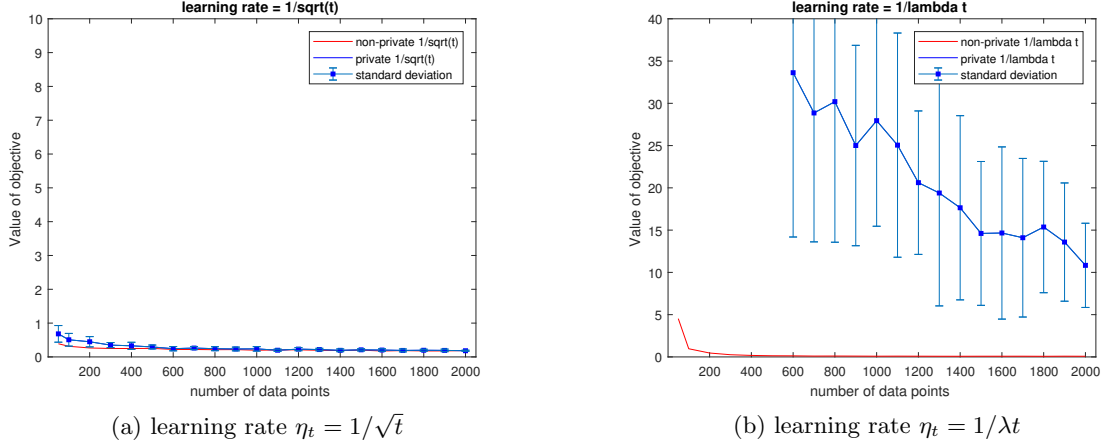 learning rate = 1/sqrt(t)
10
9
8
7
6
5
4
3
2
1
0
Value of objective
non-private 1/sqrt(t)
private 1/sqrt(t)
standard deviation
200 400 600 800 1000 1200 1400 1600 1800 2000
number of data points
(a) learning rate η_t = 1/√t
learning rate = 1/lambda t
40
35
30
25
20
15
10
5
0
Value of objective
non-private 1/lambda t
private 1/lambda t
standard deviation
200 400 600 800 1000 1200 1400 1600 1800 2000
number of data points
(b) learning rate η_t = 1/λt